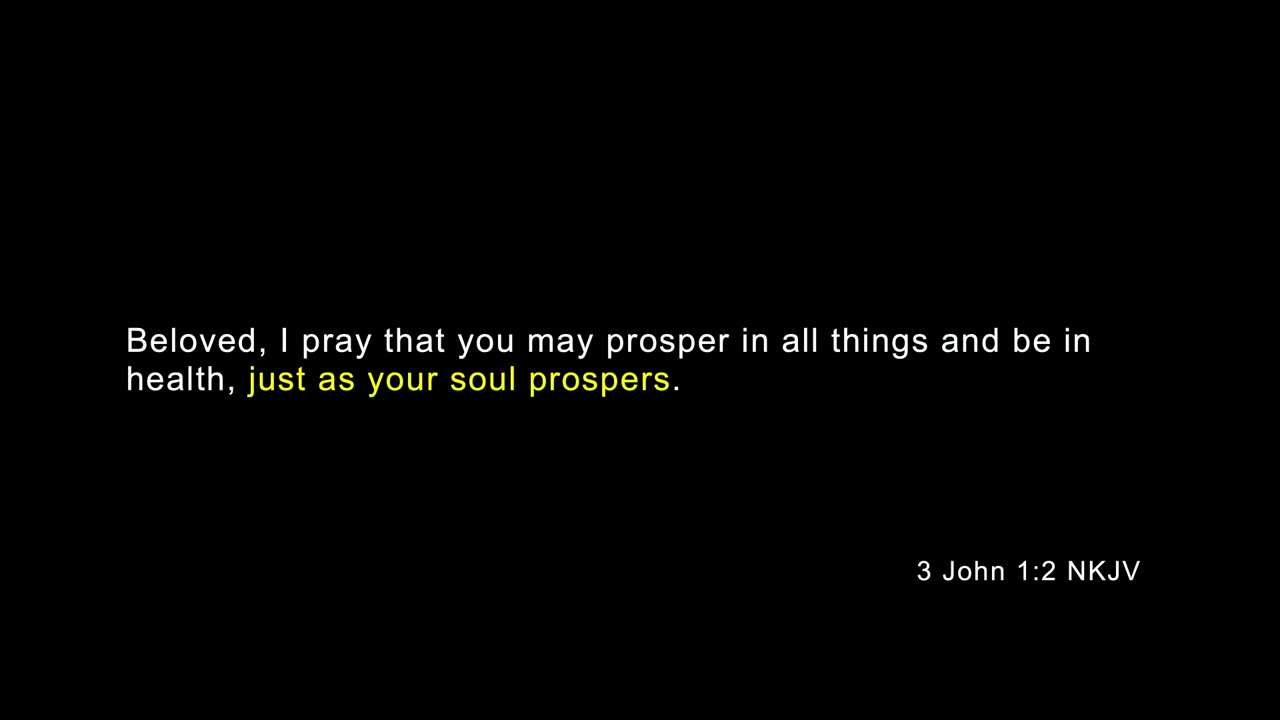 Beloved, I pray that you may prosper in all things and be in
health, just as your soul prospers.
3 John 1:2 NKJV